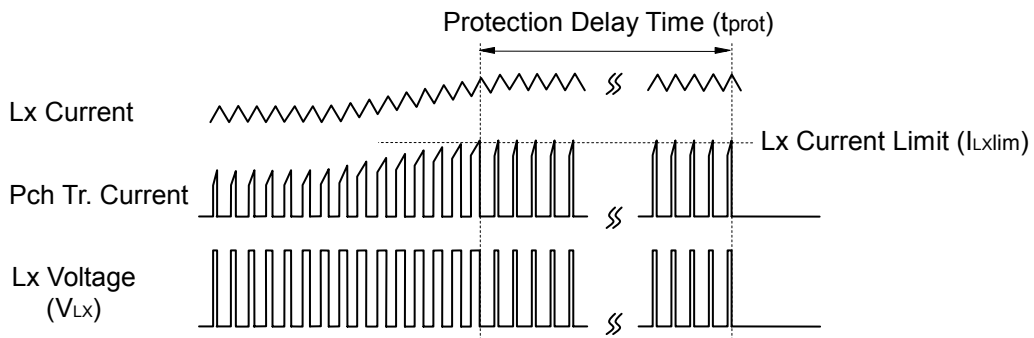 Protection Delay Time (tprot)
Lx Current
Lx Current Limit (ILxlim)
Pch Tr. Current
Lx Voltage
(VLX)